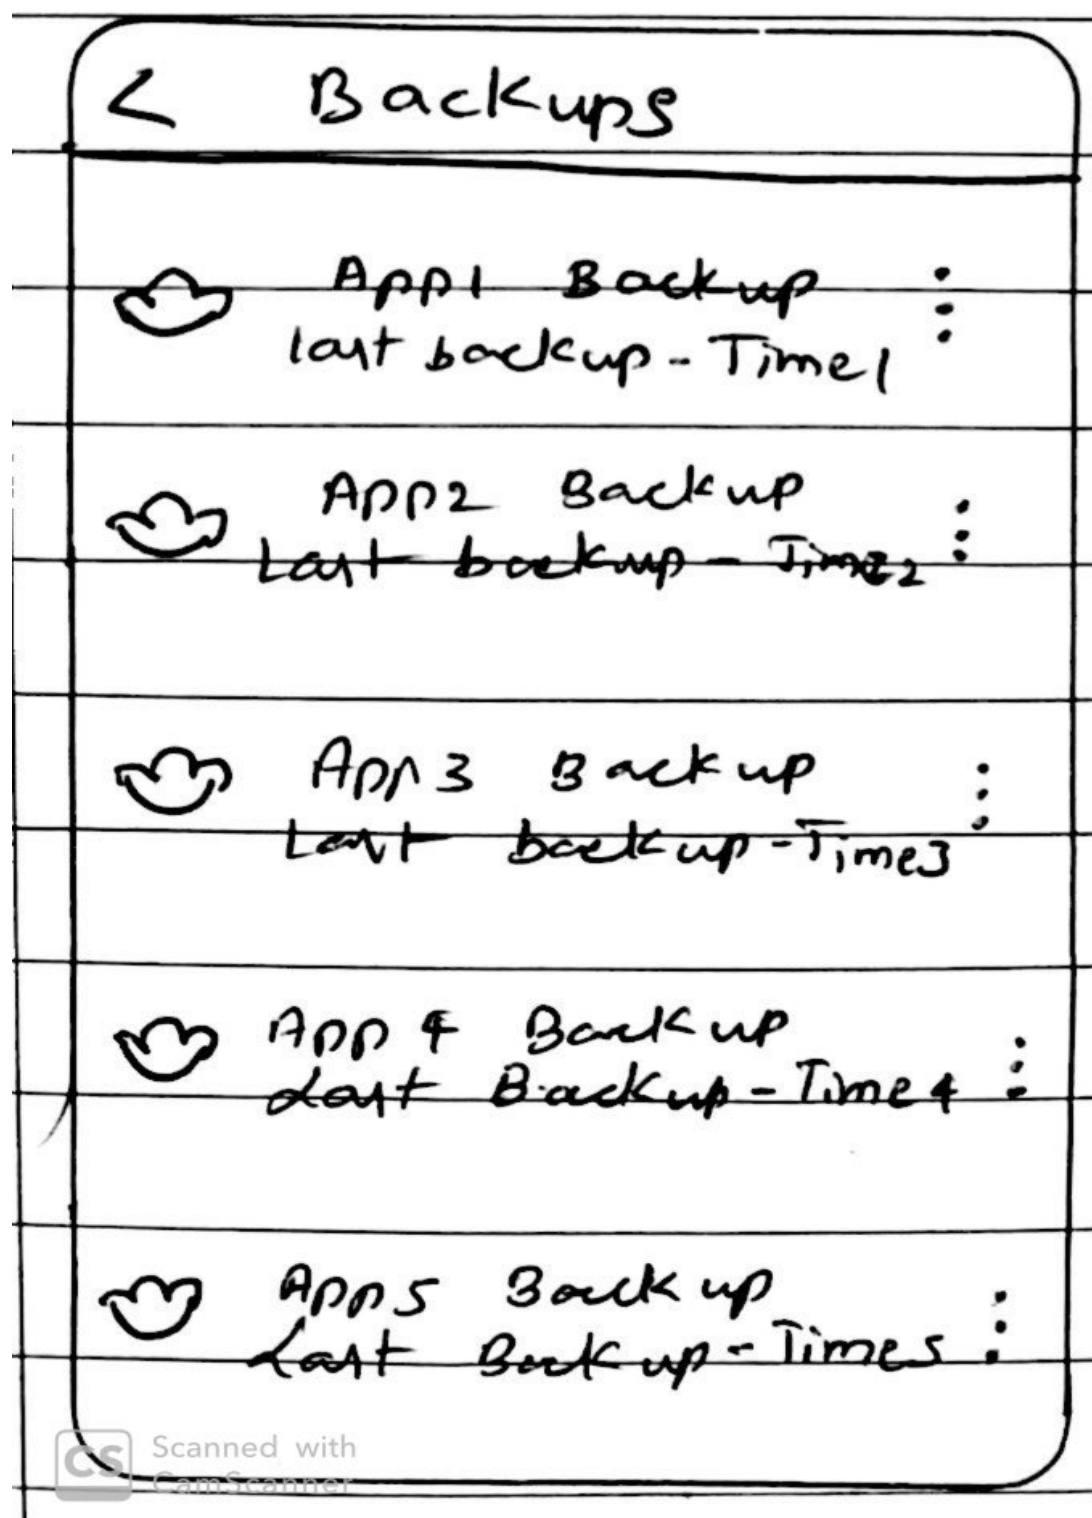 < Backups
App1 Backup
last backup - Time1
App2 Backup
Last backup - Time2
App3 Backup
Last backup - Time3
App 4 Backup
Last Backup - Time4
App5 Backup
Last Backup - Time5
CS Scanned with
CamScanner